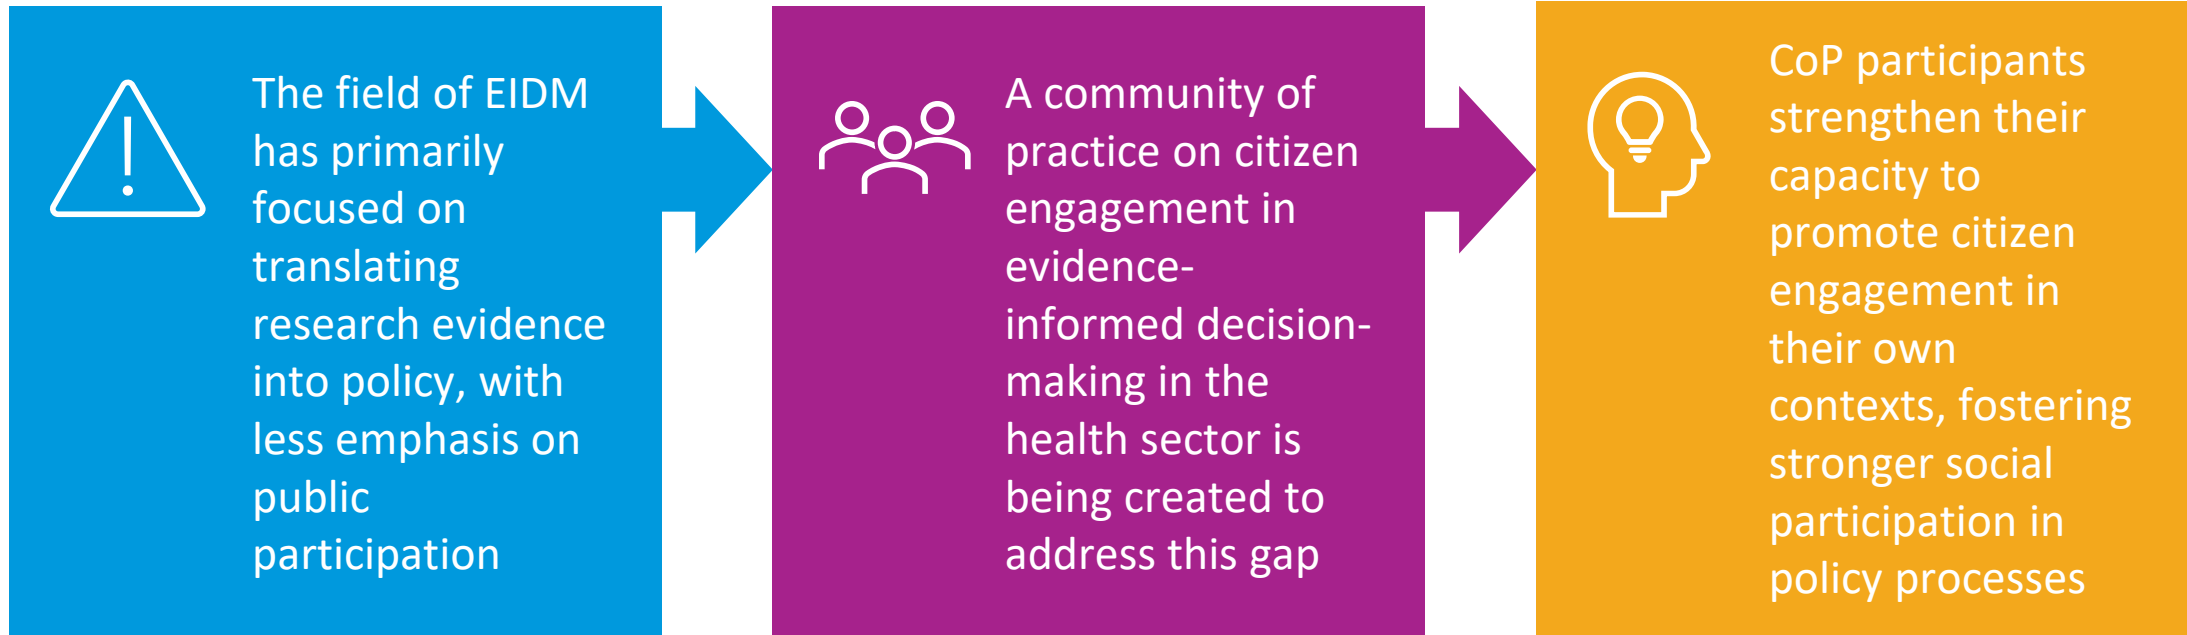 The field of EIDM
has primarily
focused on
translating
research evidence
into policy, with
less emphasis on
public
participation
A community of
practice on citizen
engagement in
evidence-
informed decision-
making in the
health sector is
being created to
address this gap
CoP participants
strengthen their
capacity to
promote citizen
engagement in
their own
contexts, fostering
stronger social
participation in
policy processes